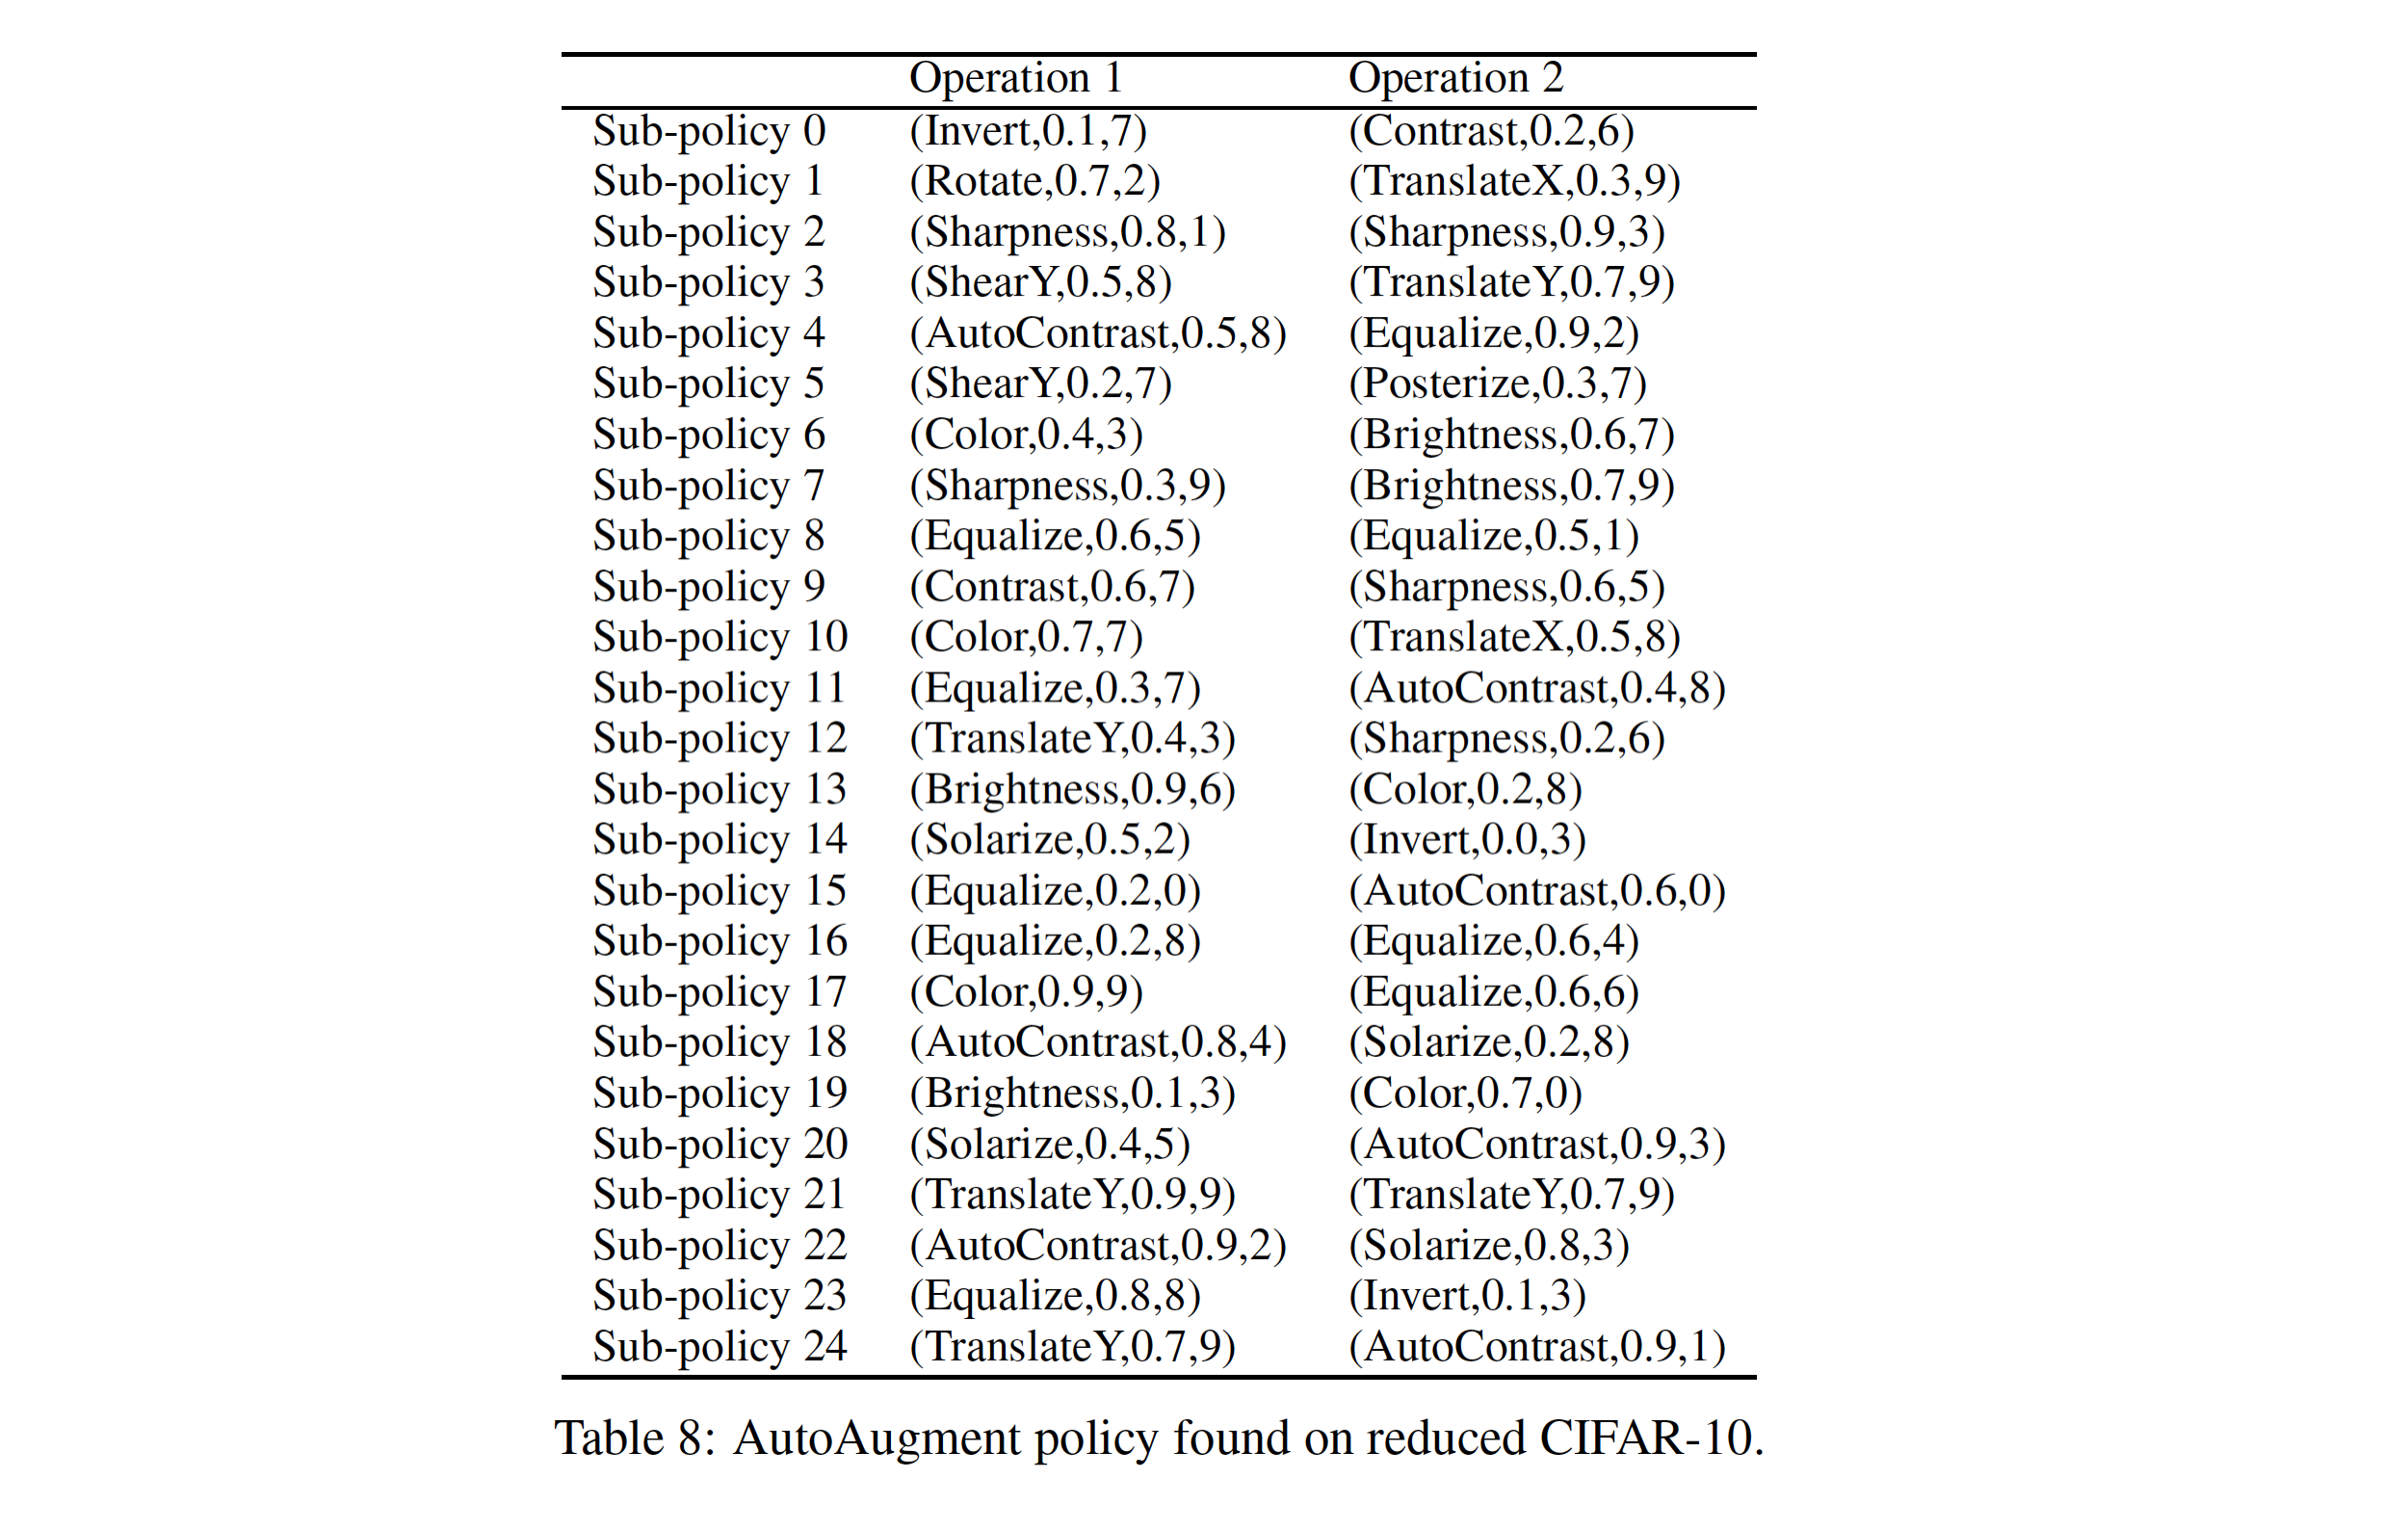 Operation 1 Operation 2
Sub-policy 0 (Invert,0.1,7) (Contrast,0.2,6)
Sub-policy 1 (Rotate,0.7,2) (TranslateX,0.3,9)
Sub-policy 2 (Sharpness,0.8,1) (Sharpness,0.9,3)
Sub-policy 3 (ShearY,0.5,8) (TranslateY,0.7,9)
Sub-policy 4 (AutoContrast,0.5,8) (Equalize,0.9,2)
Sub-policy 5 (ShearY,0.2,7) (Posterize,0.3,7)
Sub-policy 6 (Color,0.4,3) (Brightness,0.6,7)
Sub-policy 7 (Sharpness,0.3,9) (Brightness,0.7,9)
Sub-policy 8 (Equalize,0.6,5) (Equalize,0.5,1)
Sub-policy 9 (Contrast,0.6,7) (Sharpness,0.6,5)
Sub-policy 10 (Color,0.7,7) (TranslateX,0.5,8)
Sub-policy 11 (Equalize,0.3,7) (AutoContrast,0.4,8)
Sub-policy 12 (TranslateY,0.4,3) (Sharpness,0.2,6)
Sub-policy 13 (Brightness,0.9,6) (Color,0.2,8)
Sub-policy 14 (Solarize,0.5,2) (Invert,0.0,3)
Sub-policy 15 (Equalize,0.2,0) (AutoContrast,0.6,0)
Sub-policy 16 (Equalize,0.2,8) (Equalize,0.6,4)
Sub-policy 17 (Color,0.9,9) (Equalize,0.6,6)
Sub-policy 18 (AutoContrast,0.8,4) (Solarize,0.2,8)
Sub-policy 19 (Brightness,0.1,3) (Color,0.7,0)
Sub-policy 20 (Solarize,0.4,5) (AutoContrast,0.9,3)
Sub-policy 21 (TranslateY,0.9,9) (TranslateY,0.7,9)
Sub-policy 22 (AutoContrast,0.9,2) (Solarize,0.8,3)
Sub-policy 23 (Equalize,0.8,8) (Invert,0.1,3)
Sub-policy 24 (TranslateY,0.7,9) (AutoContrast,0.9,1)
Table 8: AutoAugment policy found on reduced CIFAR-10.